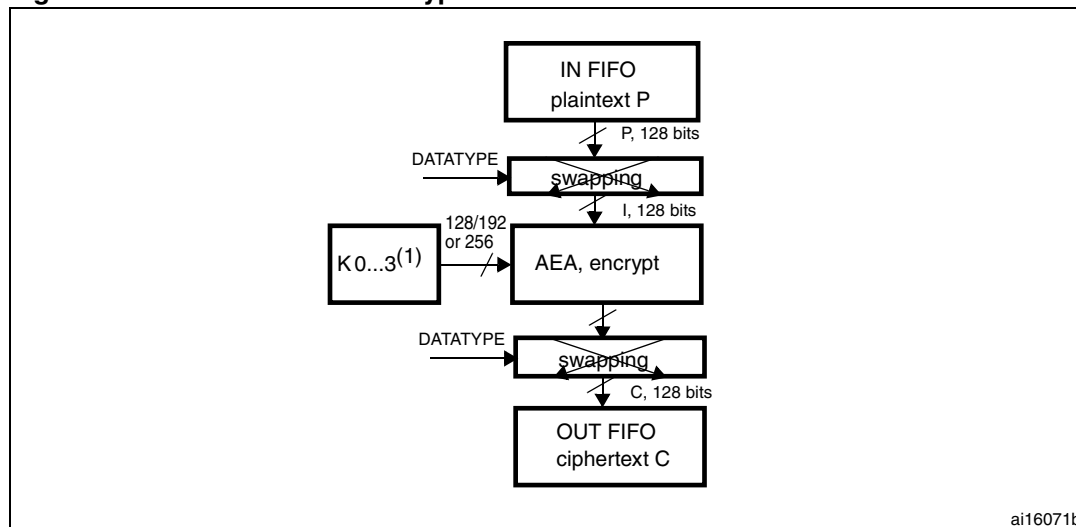 IN FIFO
plaintext P
P, 128 bits
DATATYPE
swapping
I, 128 bits
128/192
or 256
K 0...3(1)
AEA, encrypt
DATATYPE
swapping
C, 128 bits
OUT FIFO
ciphertext C
ai16071b